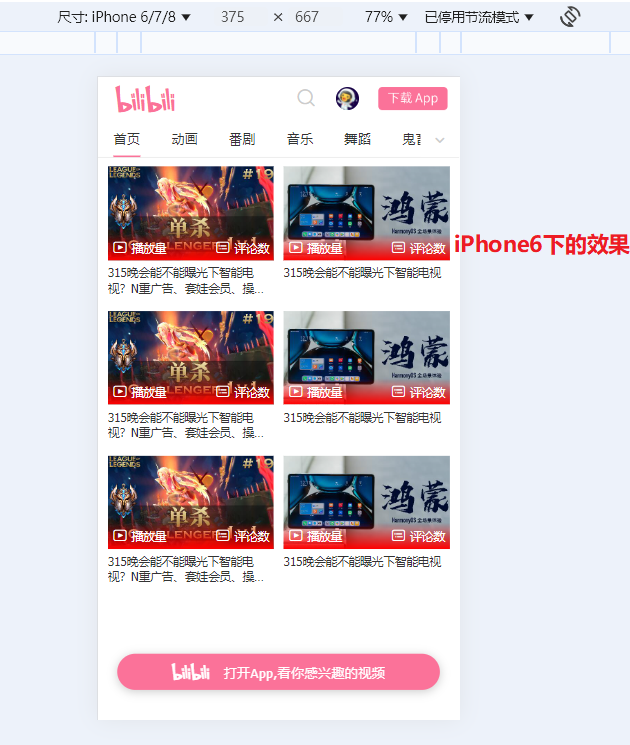 尺寸: iPhone 6/7/8 ▼ 375 × 667 77% ▼ 已停用节流模式 ▼
bilibili 下载 App
首页 动画 番剧 音乐 舞蹈
LEAGUE OF LEGENDS #19
单杀
播放量 评论数
315晚会能不能曝光下智能电
视？N重广告、套娃会员、操...
鸿蒙
HarmonyOS
播放量 评论数
315晚会能不能曝光下智能电视
iPhone6下的效果
LEAGUE OF LEGENDS #19
单杀
播放量 评论数
315晚会能不能曝光下智能电
视？N重广告、套娃会员、操...
鸿蒙
HarmonyOS
播放量 评论数
315晚会能不能曝光下智能电视
LEAGUE OF LEGENDS #19
单杀
播放量 评论数
315晚会能不能曝光下智能电
视？N重广告、套娃会员、操...
鸿蒙
HarmonyOS
播放量 评论数
315晚会能不能曝光下智能电视
bilibili 打开App,看你感兴趣的视频